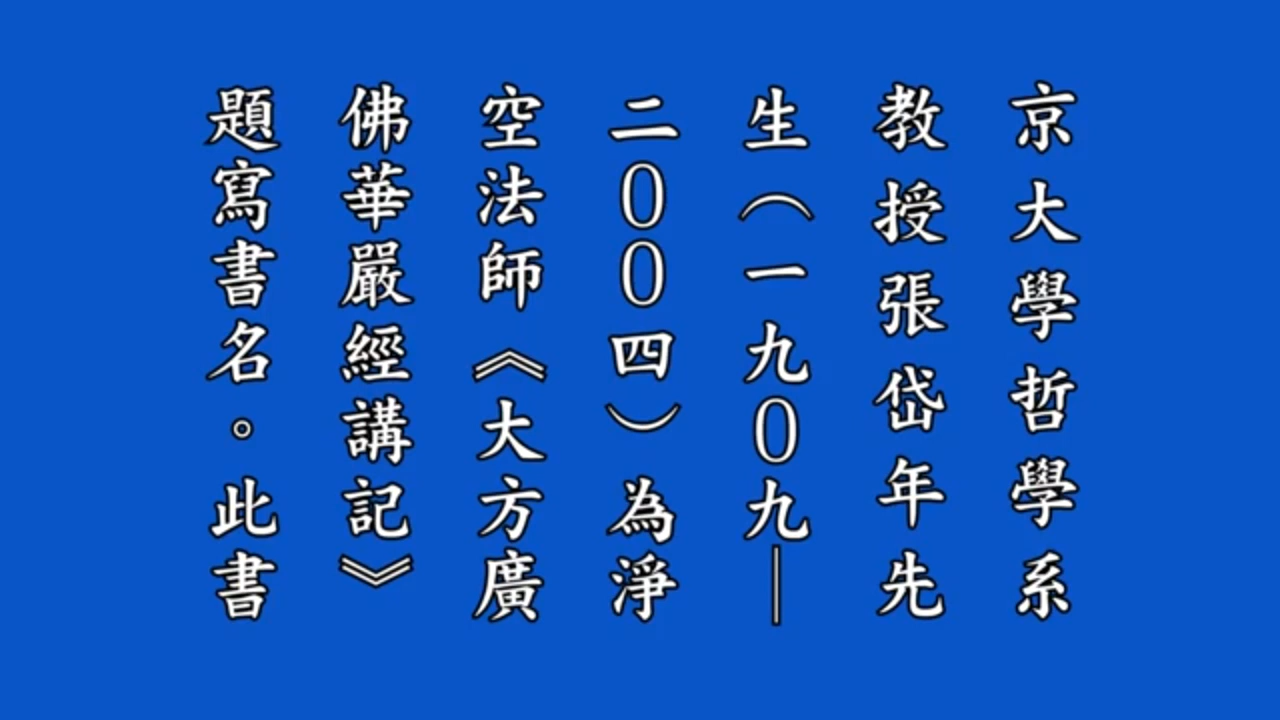 京大學哲學系
教授張岱年先
生（一九０九｜
二００四）為淨
空法師《大方廣
佛華嚴經講記》
題寫書名。此書